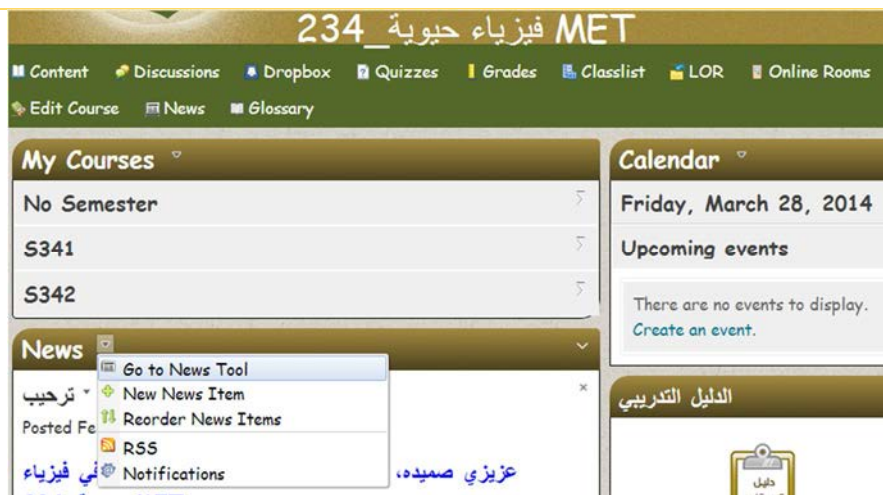 MET فيزياء حيوية_234
Content Discussions Dropbox Quizzes Grades Classlist LOR Online Rooms
Edit Course News Glossary
My Courses
No Semester
S341
S342
News
Go to News Tool
New News Item
Reorder News Items
RSS
Notifications
ترحيب
Posted Fe
عزيزي صميده، في فيزياء
Calendar
Friday, March 28, 2014
Upcoming events
There are no events to display.
Create an event.
الدليل التدريبي
دليل